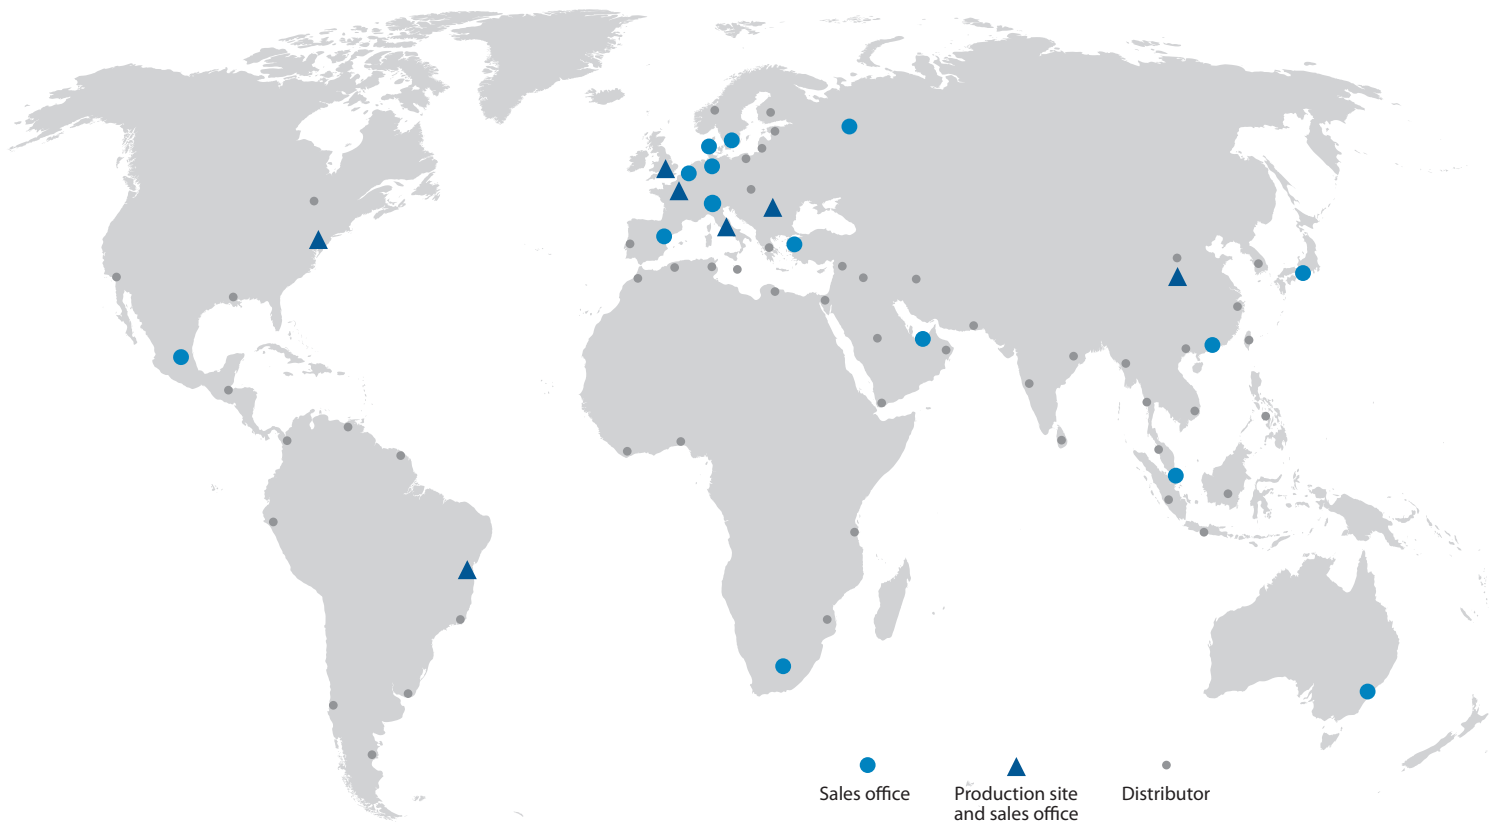 Sales office
Production site
and sales office
Distributor